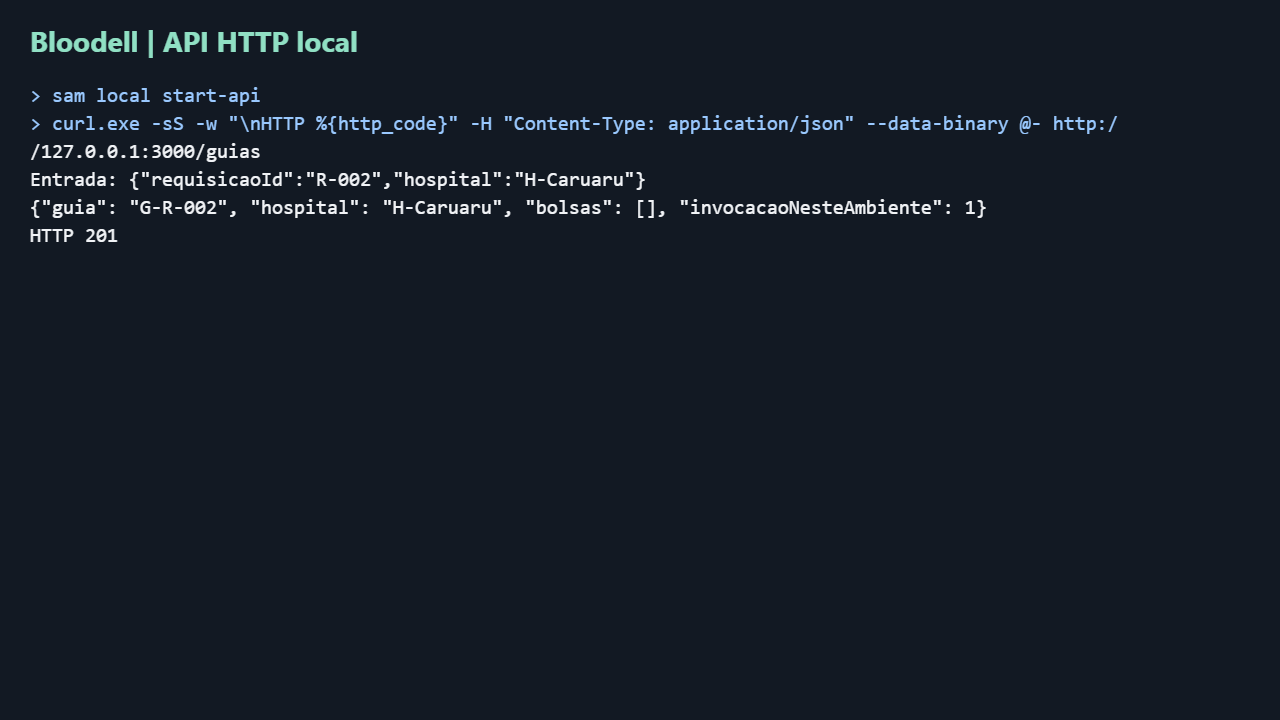 Bloodell | API HTTP local
> sam local start-api
> curl.exe -sS -w "\nHTTP %{http_code}" -H "Content-Type: application/json" --data-binary @- http:/
/127.0.0.1:3000/guias
Entrada: {"requisicaoId":"R-002","hospital":"H-Caruaru"}
{"guia": "G-R-002", "hospital": "H-Caruaru", "bolsas": [], "invocacaoNesteAmbiente": 1}
HTTP 201